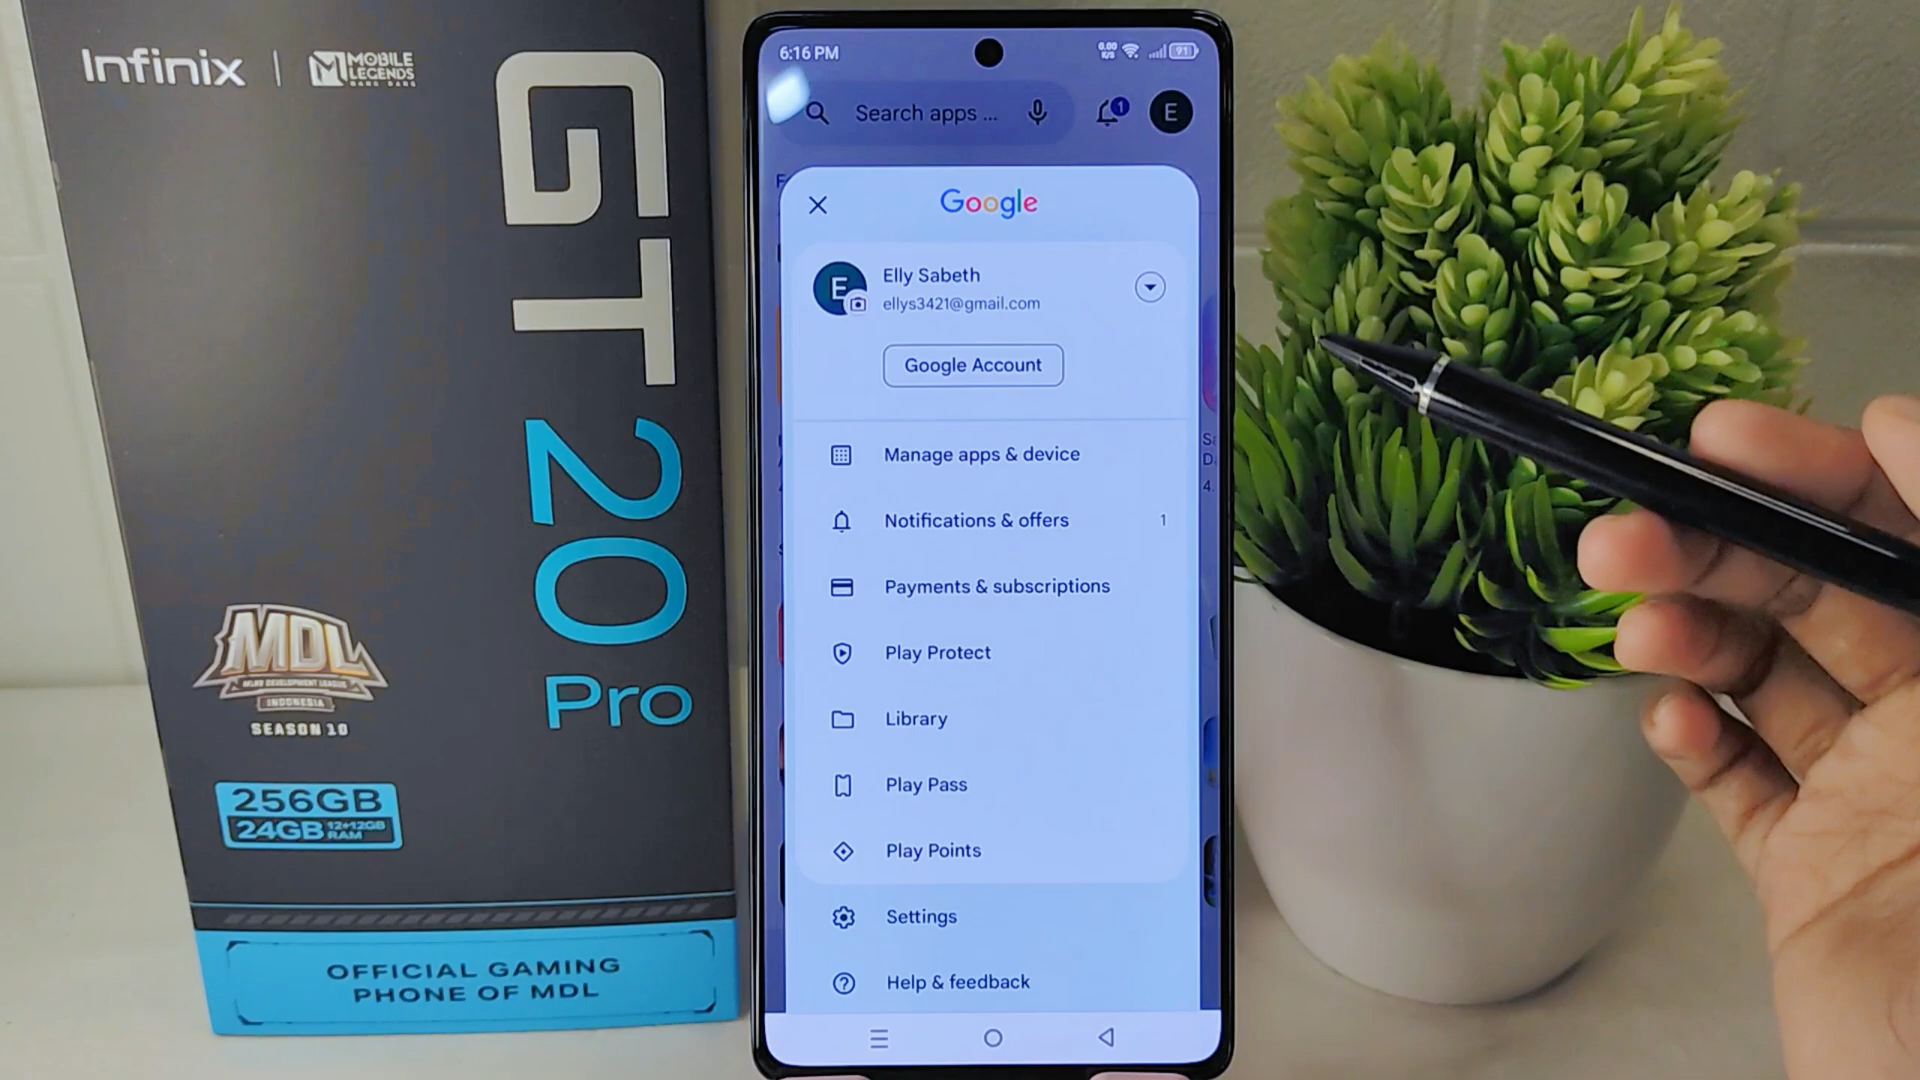 Infinix | MOBILE LEGENDS BANG BANG
GT 20 Pro
MDL
MLBB DEVELOPMENT LEAGUE
INDONESIA
SEASON 10
256GB
24GB 12+12GB RAM
OFFICIAL GAMING
PHONE OF MDL
6:16 PM 0.00 K/S 91
Search apps ... 1 E
Google
E Elly Sabeth
ellys3421@gmail.com
Google Account
Manage apps & device
Notifications & offers 1
Payments & subscriptions
Play Protect
Library
Play Pass
Play Points
Settings
Help & feedback